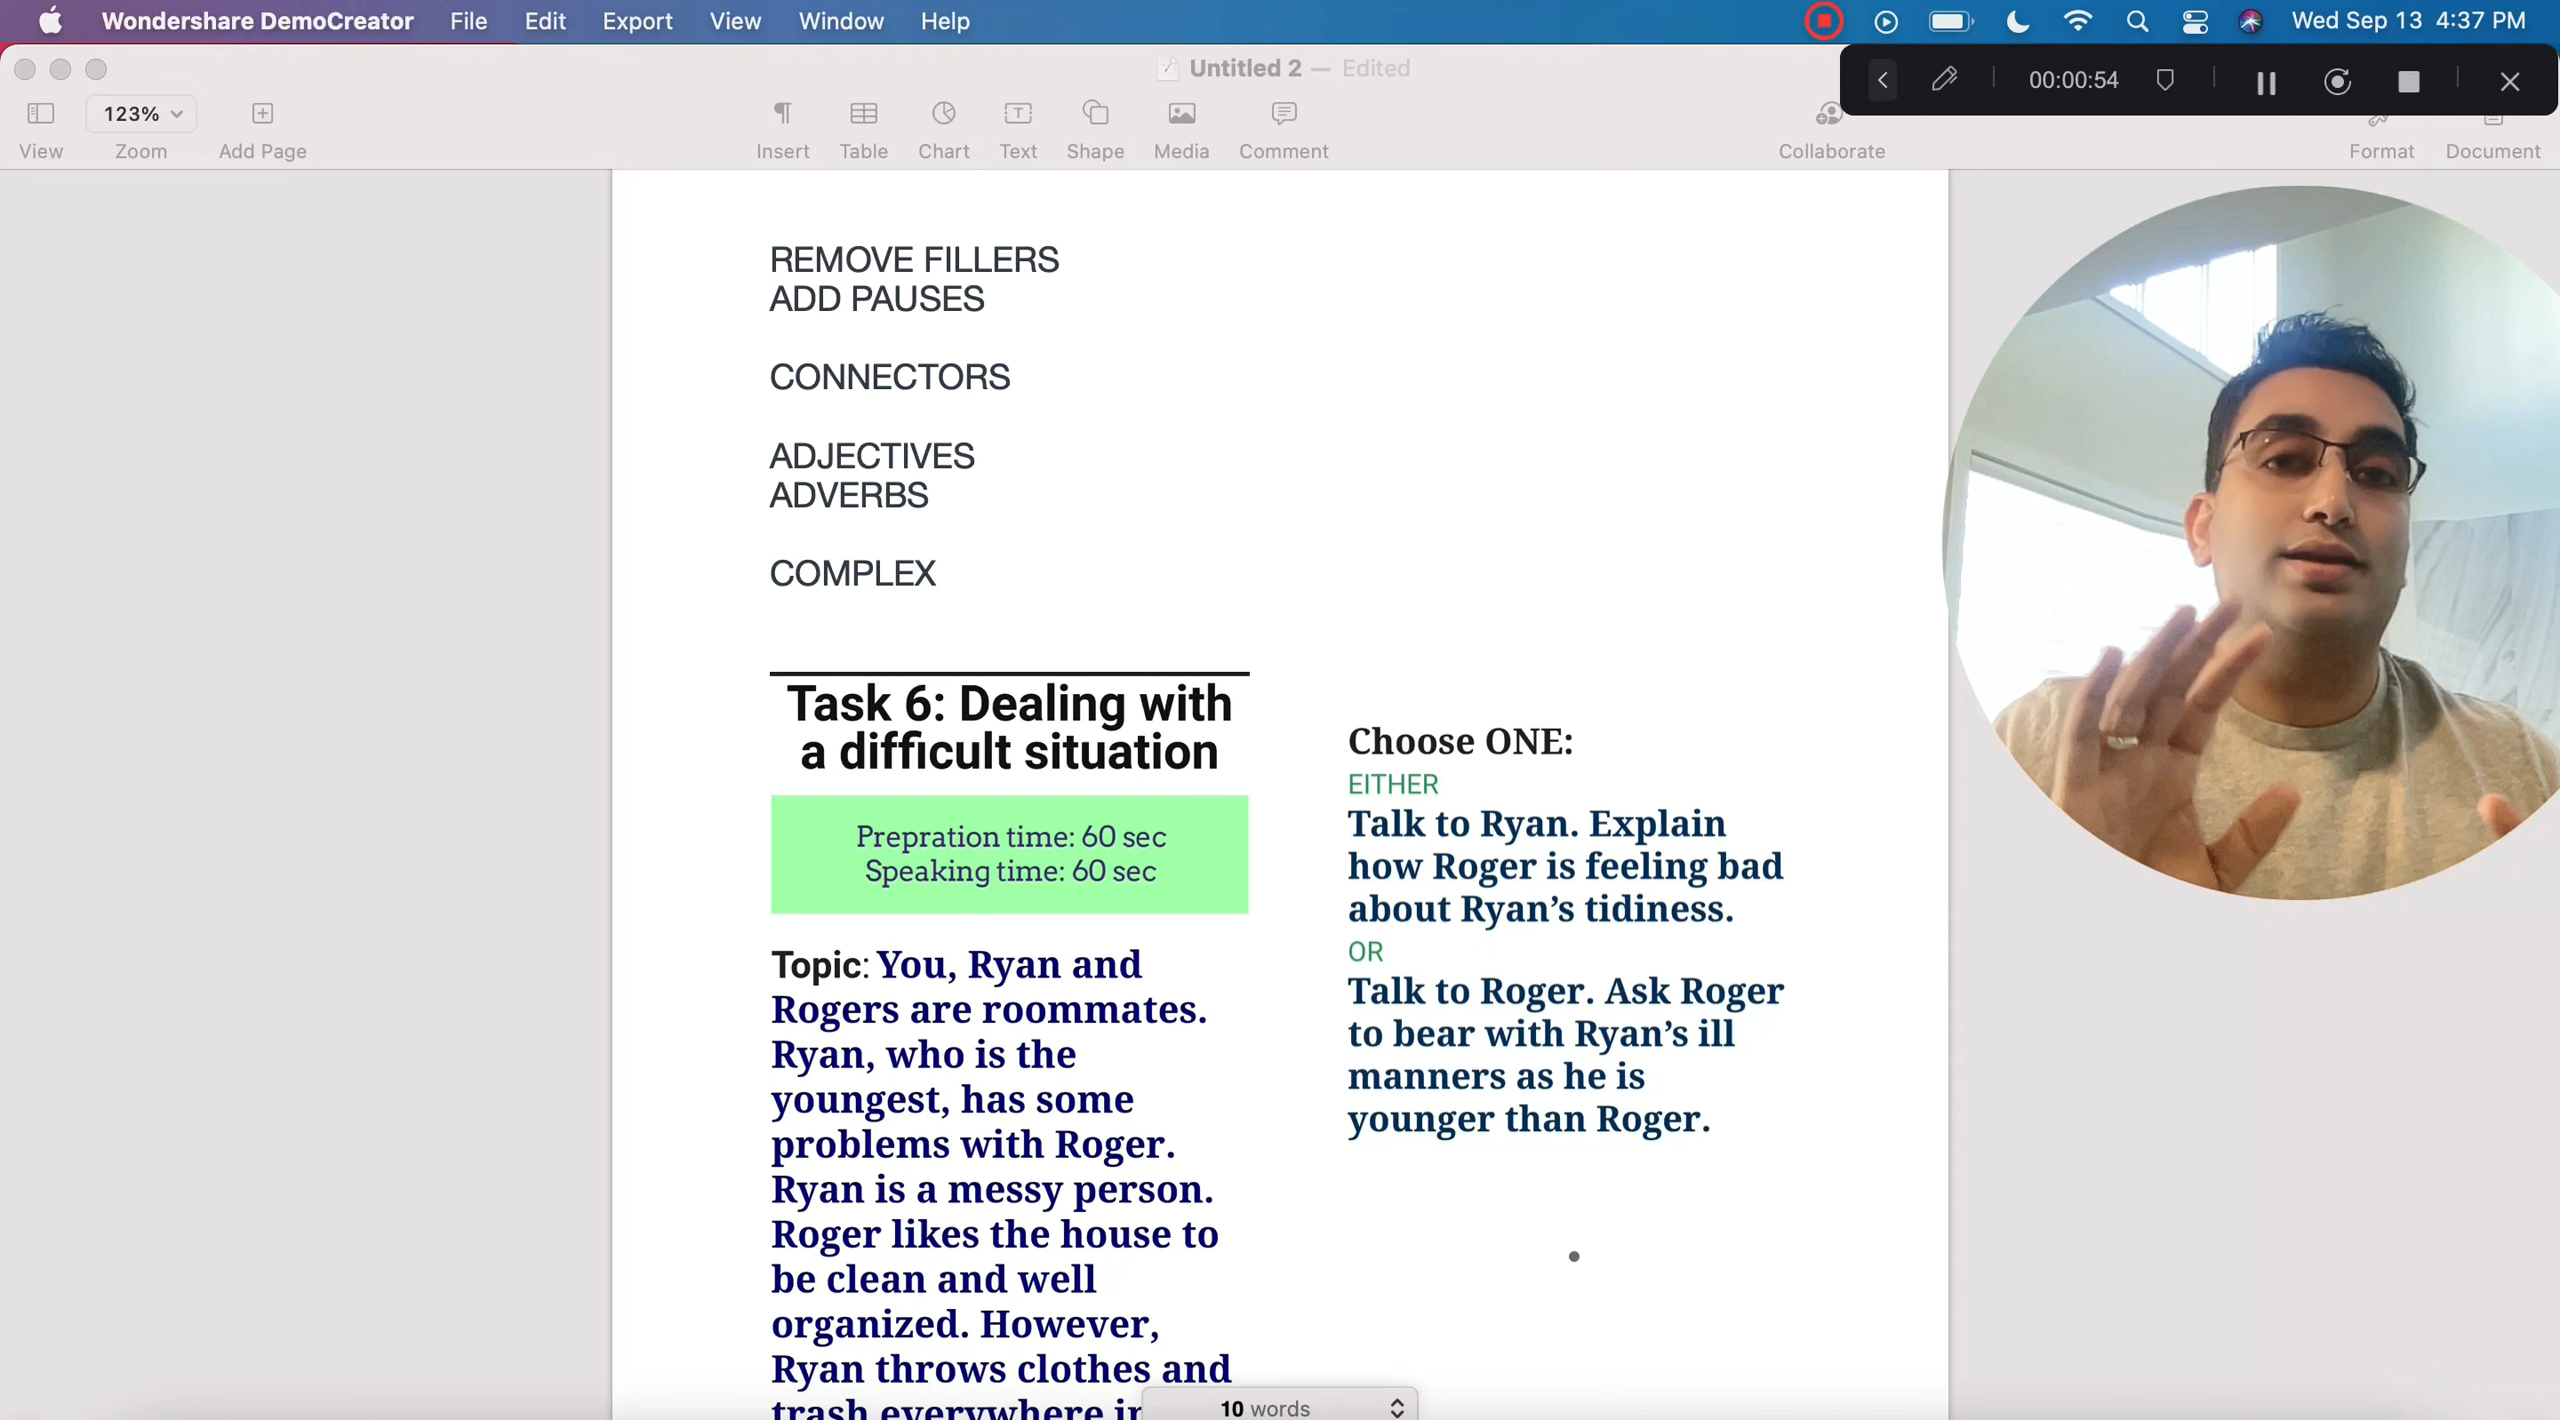 Wondershare DemoCreator File Edit Export View Window Help Wed Sep 13 4:37 PM
Untitled 2 — Edited
00:00:54
123%
View Zoom Add Page Insert Table Chart Text Shape Media Comment Collaborate Format Document
REMOVE FILLERS
ADD PAUSES
CONNECTORS
ADJECTIVES
ADVERBS
COMPLEX
Task 6: Dealing with
a difficult situation
Prepration time: 60 sec
Speaking time: 60 sec
Topic: You, Ryan and
Rogers are roommates.
Ryan, who is the
youngest, has some
problems with Roger.
Ryan is a messy person.
Roger likes the house to
be clean and well
organized. However,
Ryan throws clothes and
trash everywhere in
Choose ONE:
EITHER
Talk to Ryan. Explain
how Roger is feeling bad
about Ryan’s tidiness.
OR
Talk to Roger. Ask Roger
to bear with Ryan’s ill
manners as he is
younger than Roger.
10 words